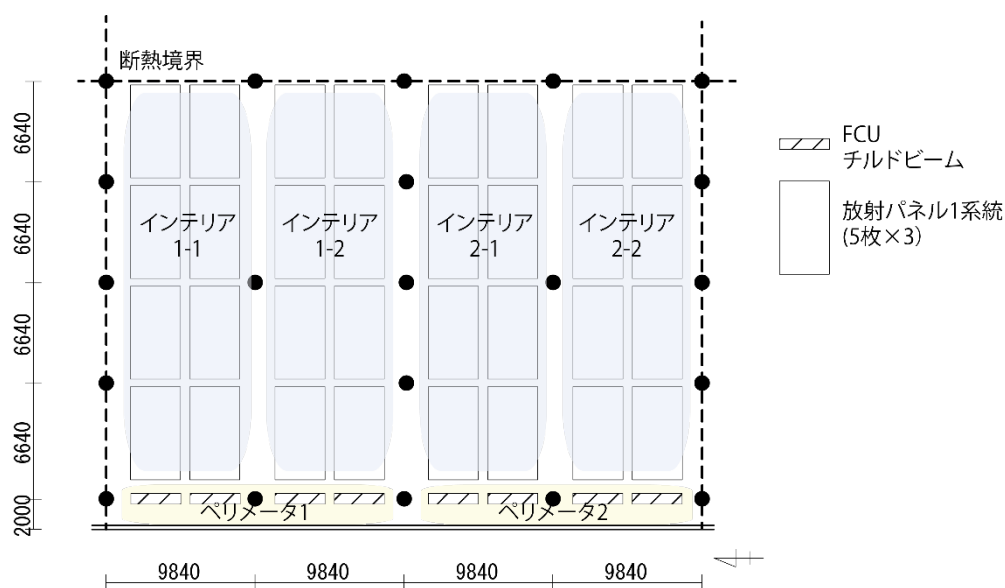 断熱境界
6640
6640
6640
6640
2000
インテリア
1-1
インテリア
1-2
インテリア
2-1
インテリア
2-2
ペリメータ1
ペリメータ2
9840
9840
9840
9840
FCU
チルドビーム
放射パネル1系統
(5枚×3)